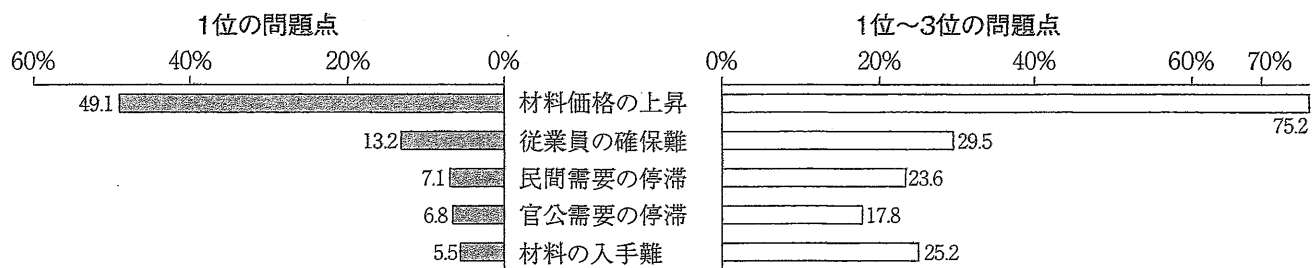 1位の問題点
1位～3位の問題点
60% 40% 20% 0%
0% 20% 40% 60% 70%
49.1 材料価格の上昇 75.2
13.2 従業員の確保難 29.5
7.1 民間需要の停滞 23.6
6.8 官公需要の停滞 17.8
5.5 材料の入手難 25.2